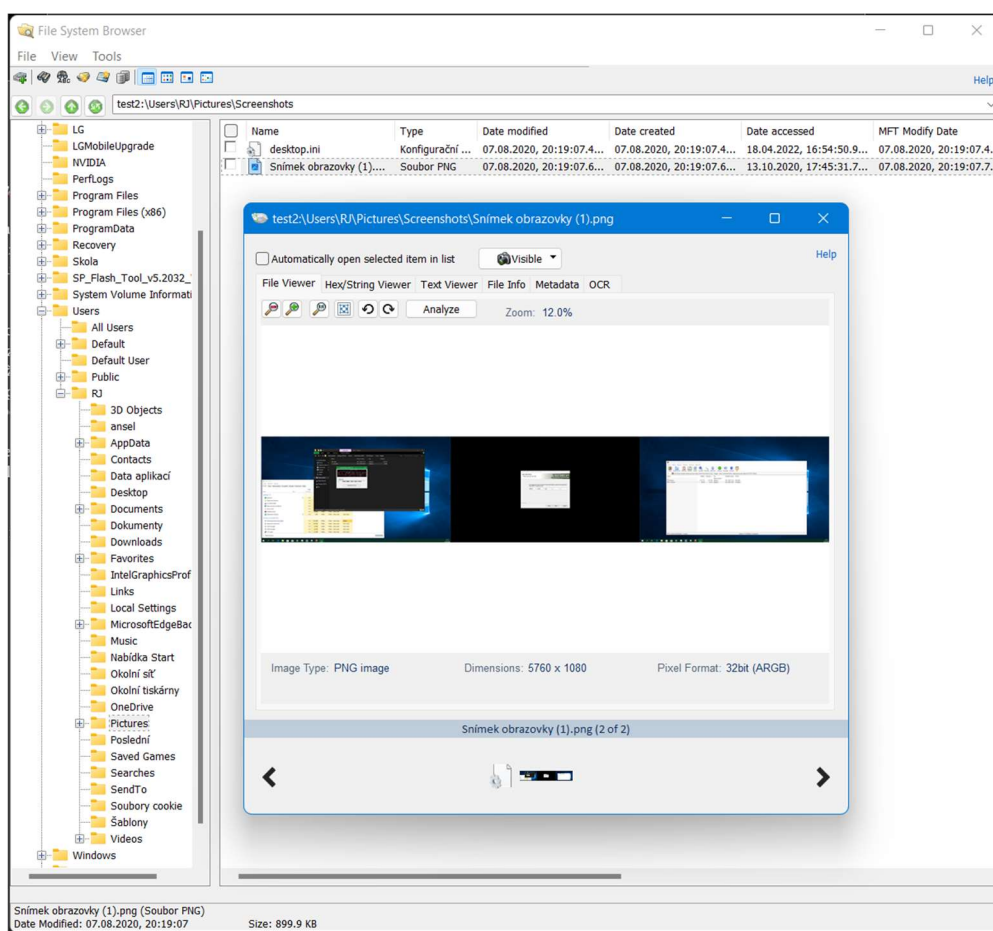 File System Browser
File View Tools
Help
test2:\Users\RJ\Pictures\Screenshots
LG
LGMobileUpgrade
NVIDIA
PerfLogs
Program Files
Program Files (x86)
ProgramData
Recovery
Skola
SP_Flash_Tool_v5.2032_
System Volume Informati
Users
All Users
Default
Default User
Public
RJ
3D Objects
ansel
AppData
Contacts
Data aplikací
Desktop
Documents
Dokumenty
Downloads
Favorites
IntelGraphicsProf
Links
Local Settings
MicrosoftEdgeBac
Music
Nabídka Start
Okolní síť
Okolní tiskárny
OneDrive
Pictures
Poslední
Saved Games
Searches
SendTo
Soubory cookie
Šablony
Videos
Windows
Name Type Date modified Date created Date accessed MFT Modify Date
desktop.ini Konfigurační ... 07.08.2020, 20:19:07.4... 07.08.2020, 20:19:07.4... 18.04.2022, 16:54:50.9... 07.08.2020, 20:19:07.4.
Snímek obrazovky (1).... Soubor PNG 07.08.2020, 20:19:07.6... 07.08.2020, 20:19:07.6... 13.10.2020, 17:45:31.7... 07.08.2020, 20:19:07.7.
test2:\Users\RJ\Pictures\Screenshots\Snímek obrazovky (1).png
Automatically open selected item in list Visible Help
File Viewer Hex/String Viewer Text Viewer File Info Metadata OCR
Analyze Zoom: 12.0%
Image Type: PNG image Dimensions: 5760 x 1080 Pixel Format: 32bit (ARGB)
Snímek obrazovky (1).png (2 of 2)
Snímek obrazovky (1).png (Soubor PNG)
Date Modified: 07.08.2020, 20:19:07 Size: 899.9 KB